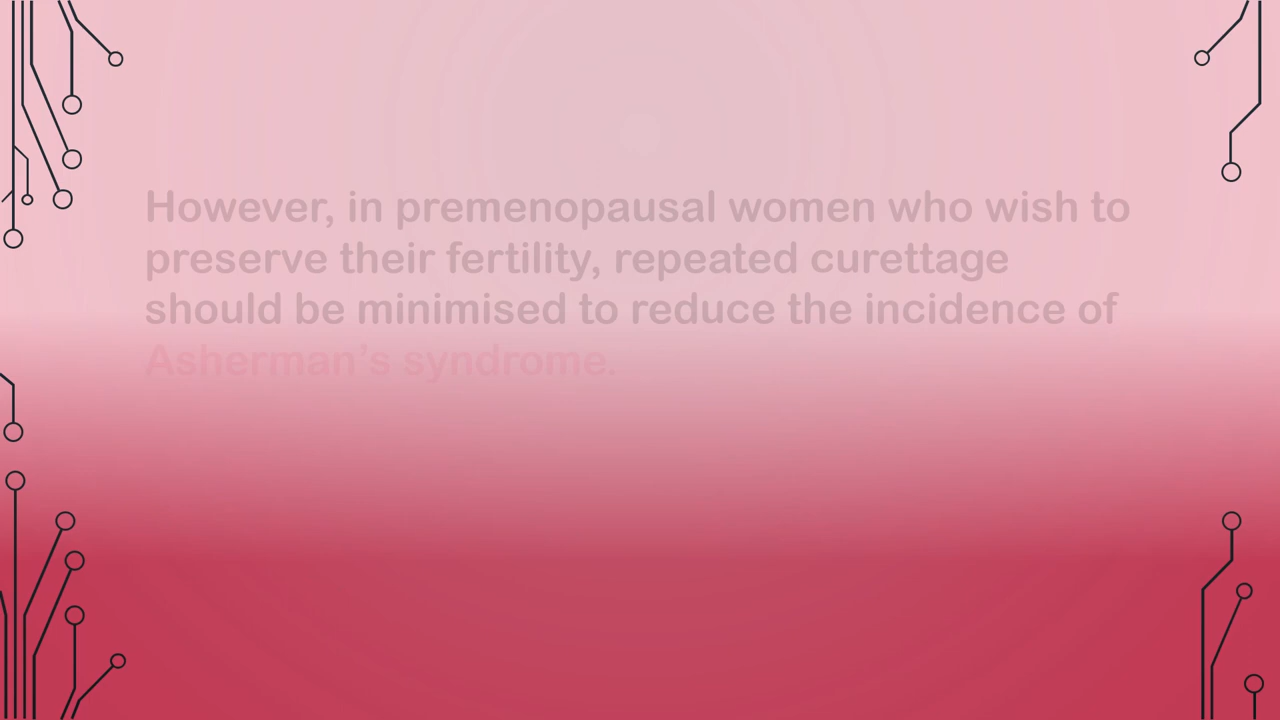 However, in premenopausal women who wish to
preserve their fertility, repeated curettage
should be minimised to reduce the incidence of
Asherman's syndrome.